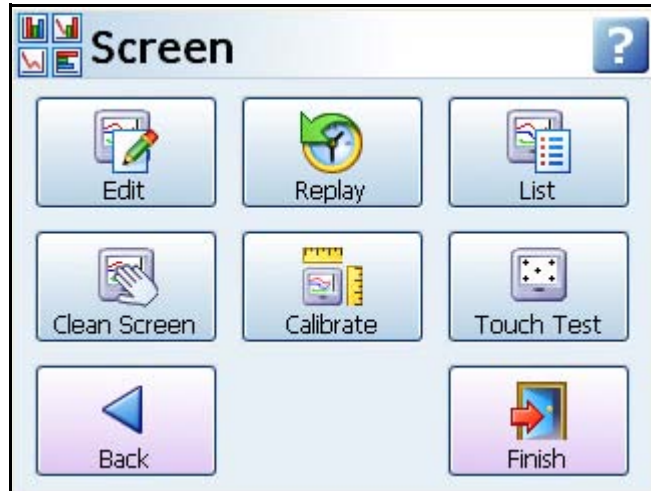 Screen
?
Edit
Replay
List
Clean Screen
Calibrate
Touch Test
Back
Finish